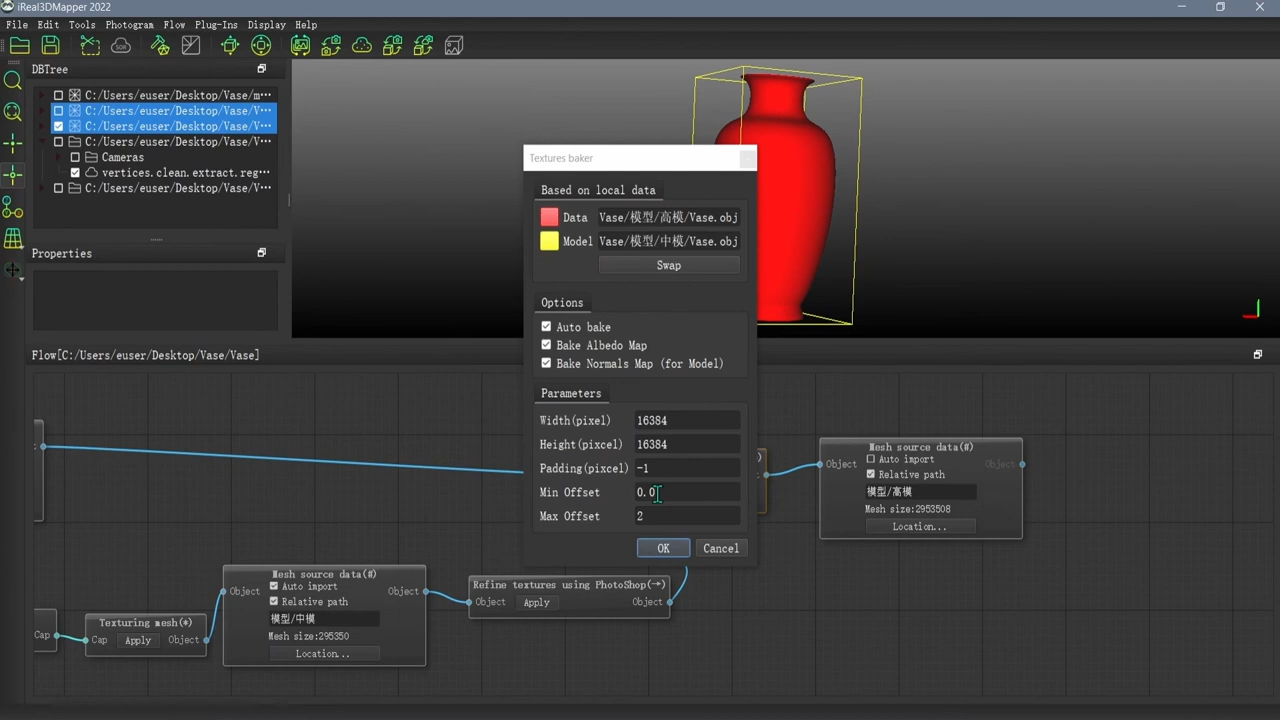 iReal3DMapper 2022
File Edit Tools Photogram Flow Plug-Ins Display Help
DBTree
C:/Users/euser/Desktop/Vase/m···
C:/Users/euser/Desktop/Vase/V···
C:/Users/euser/Desktop/Vase/V···
C:/Users/euser/Desktop/Vase/V···
Cameras
vertices.clean.extract.reg···
C:/Users/euser/Desktop/Vase/V···
Properties
Textures baker
Based on local data
Data Vase/模型/高模/Vase.obj
Model Vase/模型/中模/Vase.obj
Swap
Options
Auto bake
Bake Albedo Map
Bake Normals Map (for Model)
Parameters
Width(pixel) 16384
Height(pixcel) 16384
Padding(pixcel) -1
Min Offset 0.0
Max Offset 2
OK Cancel
Flow[C:/Users/euser/Desktop/Vase/Vase]
Mesh source data(#)
Auto import
Object Object
Relative path
模型/高模
Mesh size:2953508
Location...
Cap
Texturing mesh(*)
Cap Apply Object
Mesh source data(#)
Auto import
Object Object
Relative path
模型/中模
Mesh size:295350
Location...
Refine textures using PhotoShop(→)
Object Apply Object